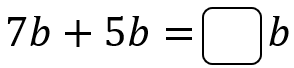 7b + 5b = □ b